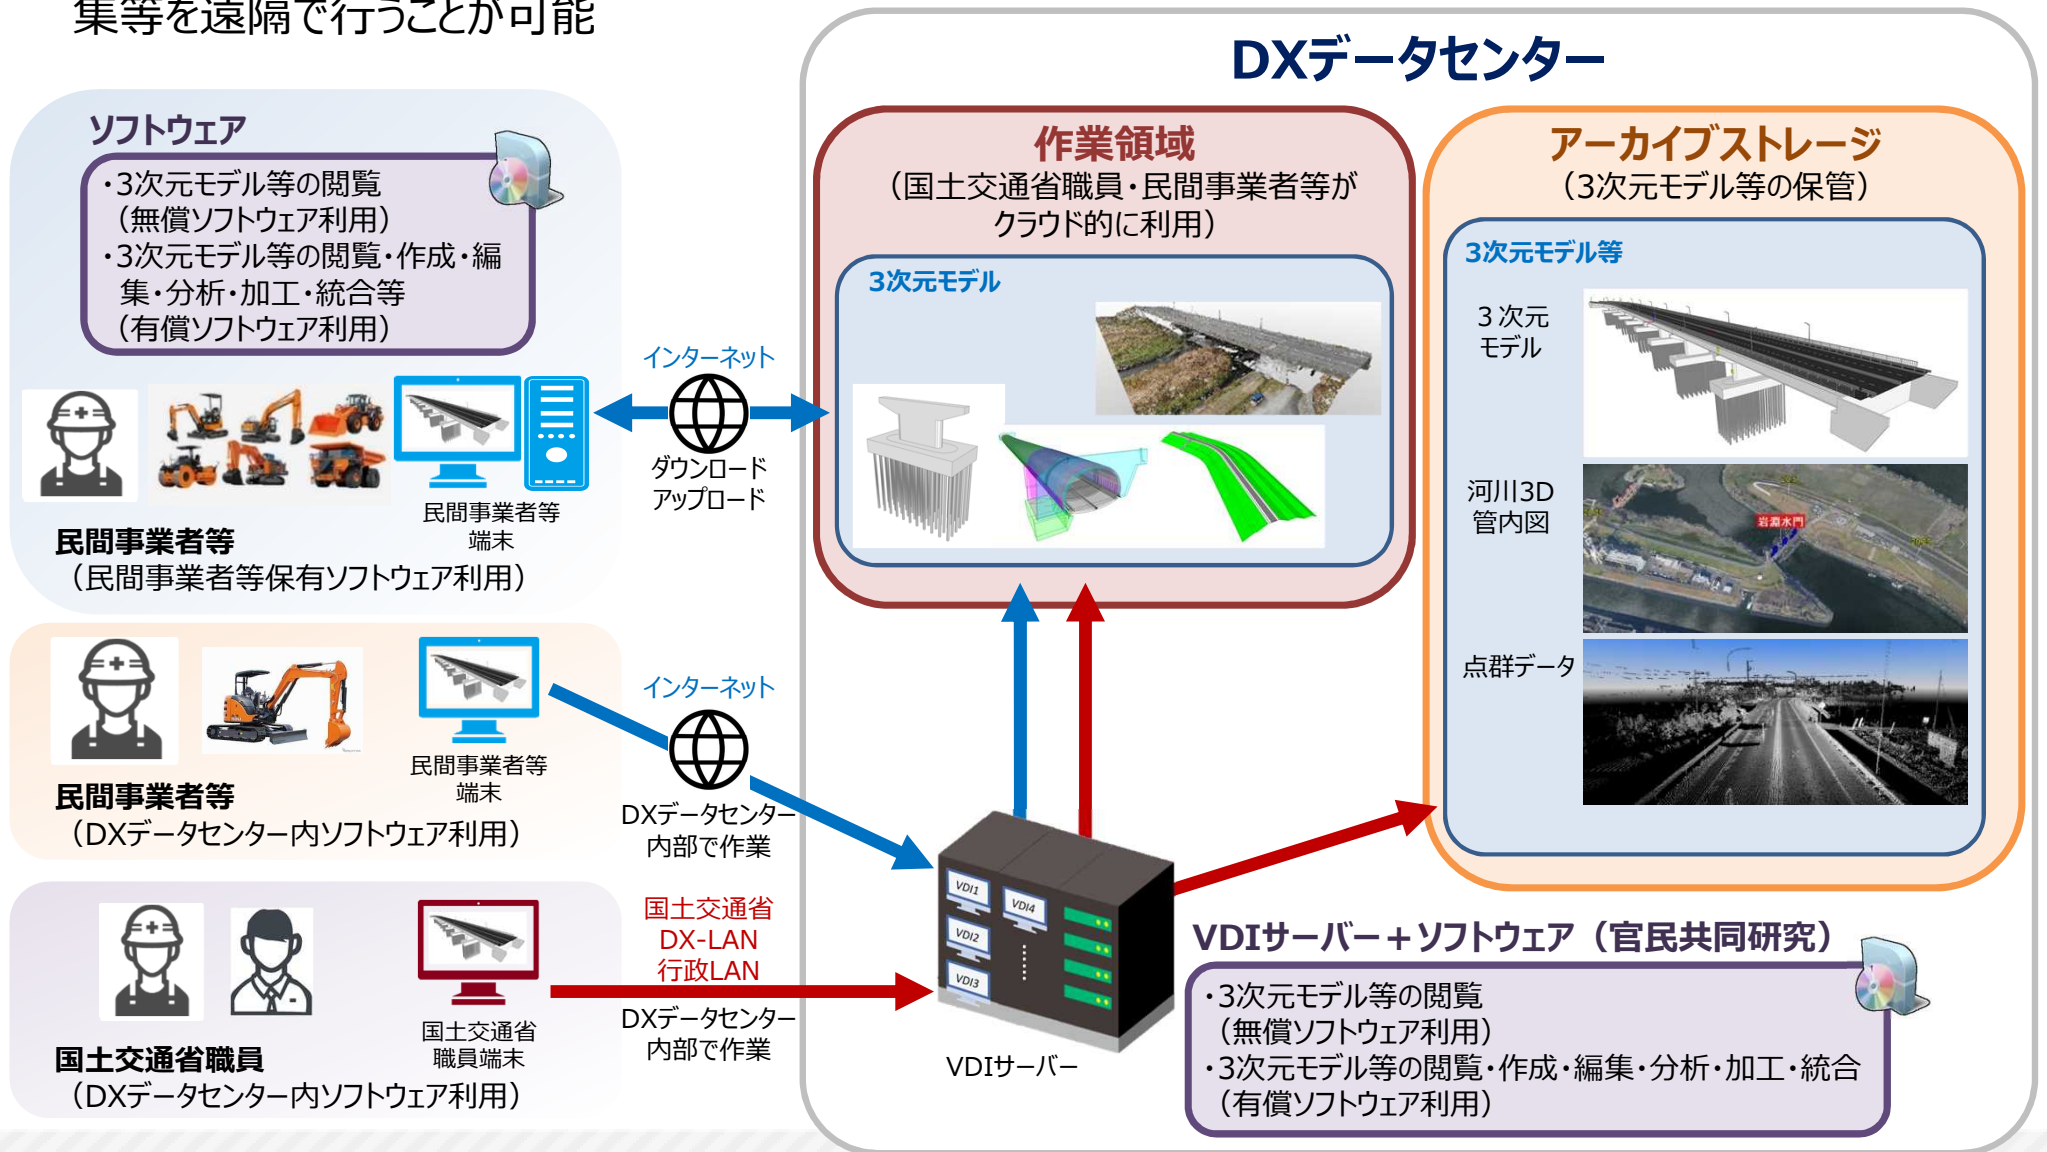 集等を遠隔で行うことが可能
DXデータセンター
ソフトウェア
・3次元モデル等の閲覧
（無償ソフトウェア利用）
・3次元モデル等の閲覧・作成・編
集・分析・加工・統合等
（有償ソフトウェア利用）
民間事業者等
端末
民間事業者等
（民間事業者等保有ソフトウェア利用）
インターネット
ダウンロード
アップロード
作業領域
（国土交通省職員・民間事業者等が
クラウド的に利用）
3次元モデル
アーカイブストレージ
（3次元モデル等の保管）
3次元モデル等
３次元
モデル
河川3D
管内図
岩淵水門
点群データ
民間事業者等
端末
民間事業者等
（DXデータセンター内ソフトウェア利用）
インターネット
DXデータセンター
内部で作業
国土交通省
職員端末
国土交通省職員
（DXデータセンター内ソフトウェア利用）
国土交通省
DX-LAN
行政LAN
DXデータセンター
内部で作業
VDI1
VDI4
VDI2
VDI3
VDIサーバー
VDIサーバー＋ソフトウェア（官民共同研究）
・3次元モデル等の閲覧
（無償ソフトウェア利用）
・3次元モデル等の閲覧・作成・編集・分析・加工・統合
（有償ソフトウェア利用）